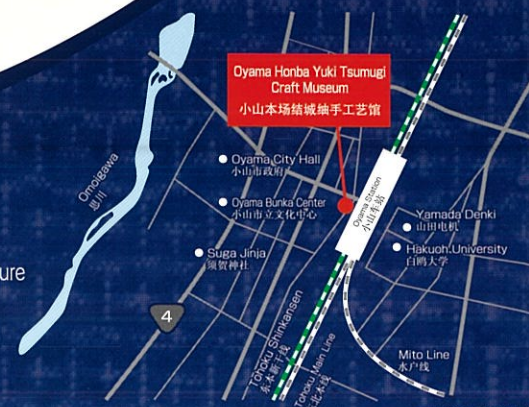 Oyama Honba Yuki Tsumugi
Craft Museum
小山本场结城䌷手工艺馆
Omoigawa
思川
Oyama City Hall
小山市政府
Oyama Bunka Center
小山市立文化中心
Oyama Station
小山车站
Yamada Denki
山田电机
Hakuoh University
白鸥大学
Suga Jinja
须贺神社
ure
4
Tohoku Shinkansen
东本新干线
Tohoku Main Line
东北本线
Mito Line
水户线